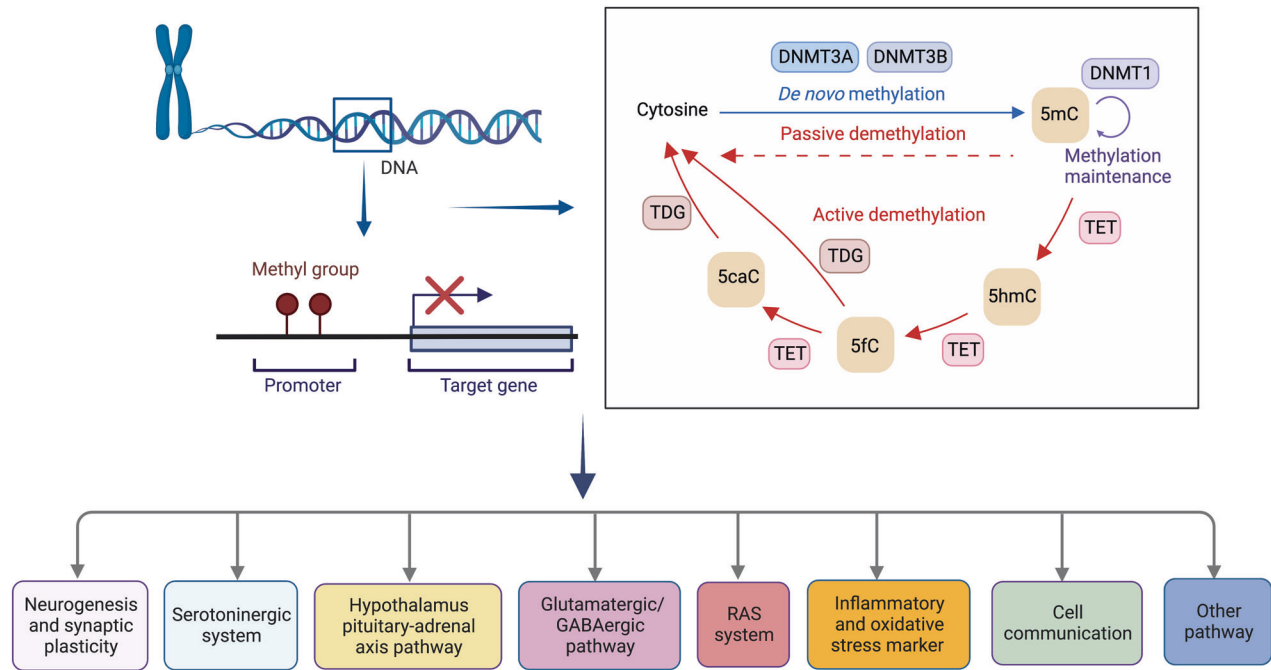 DNA
Methyl group
Promoter
Target gene
DNMT3A
DNMT3B
De novo methylation
DNMT1
Cytosine
5mC
Passive demethylation
Methylation
maintenance
TDG
Active demethylation
TET
TDG
5caC
5hmC
TET
5fC
TET
Neurogenesis
and synaptic
plasticity
Serotoninergic
system
Hypothalamus
pituitary-adrenal
axis pathway
Glutamatergic/
GABAergic
pathway
RAS
system
Inflammatory
and oxidative
stress marker
Cell
communication
Other
pathway